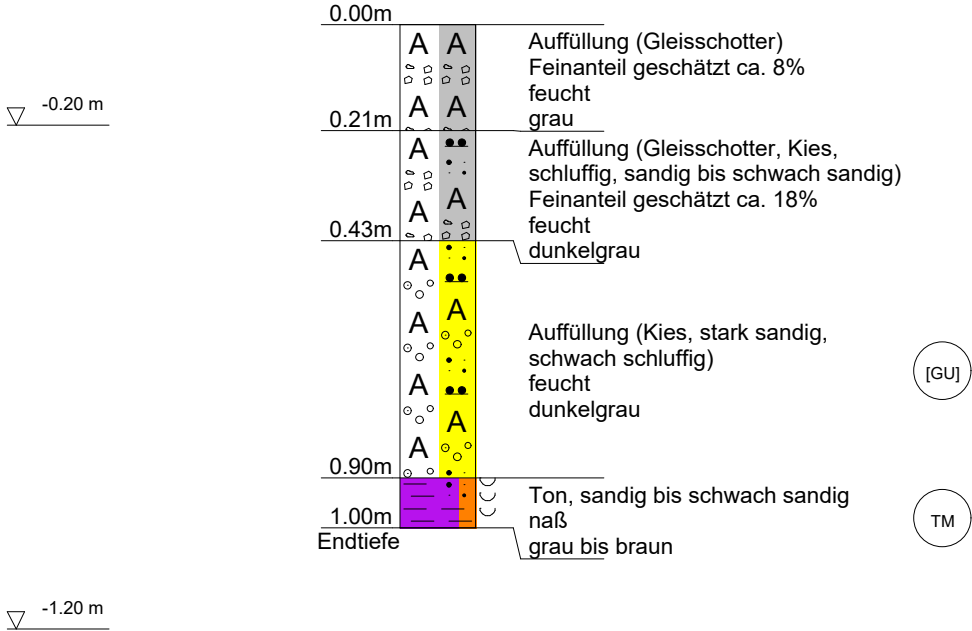 0.00m
A A
Auffüllung (Gleisschotter)
Feinanteil geschätzt ca. 8%
feucht
grau
-0.20 m
A A
0.21m
A
Auffüllung (Gleisschotter, Kies,
schluffig, sandig bis schwach sandig)
Feinanteil geschätzt ca. 18%
feucht
dunkelgrau
A
A
0.43m
A
A
A
A
A
A
Auffüllung (Kies, stark sandig,
schwach schluffig)
feucht
dunkelgrau
[GU]
0.90m
Ton, sandig bis schwach sandig
naß
grau bis braun
TM
1.00m
Endtiefe
-1.20 m